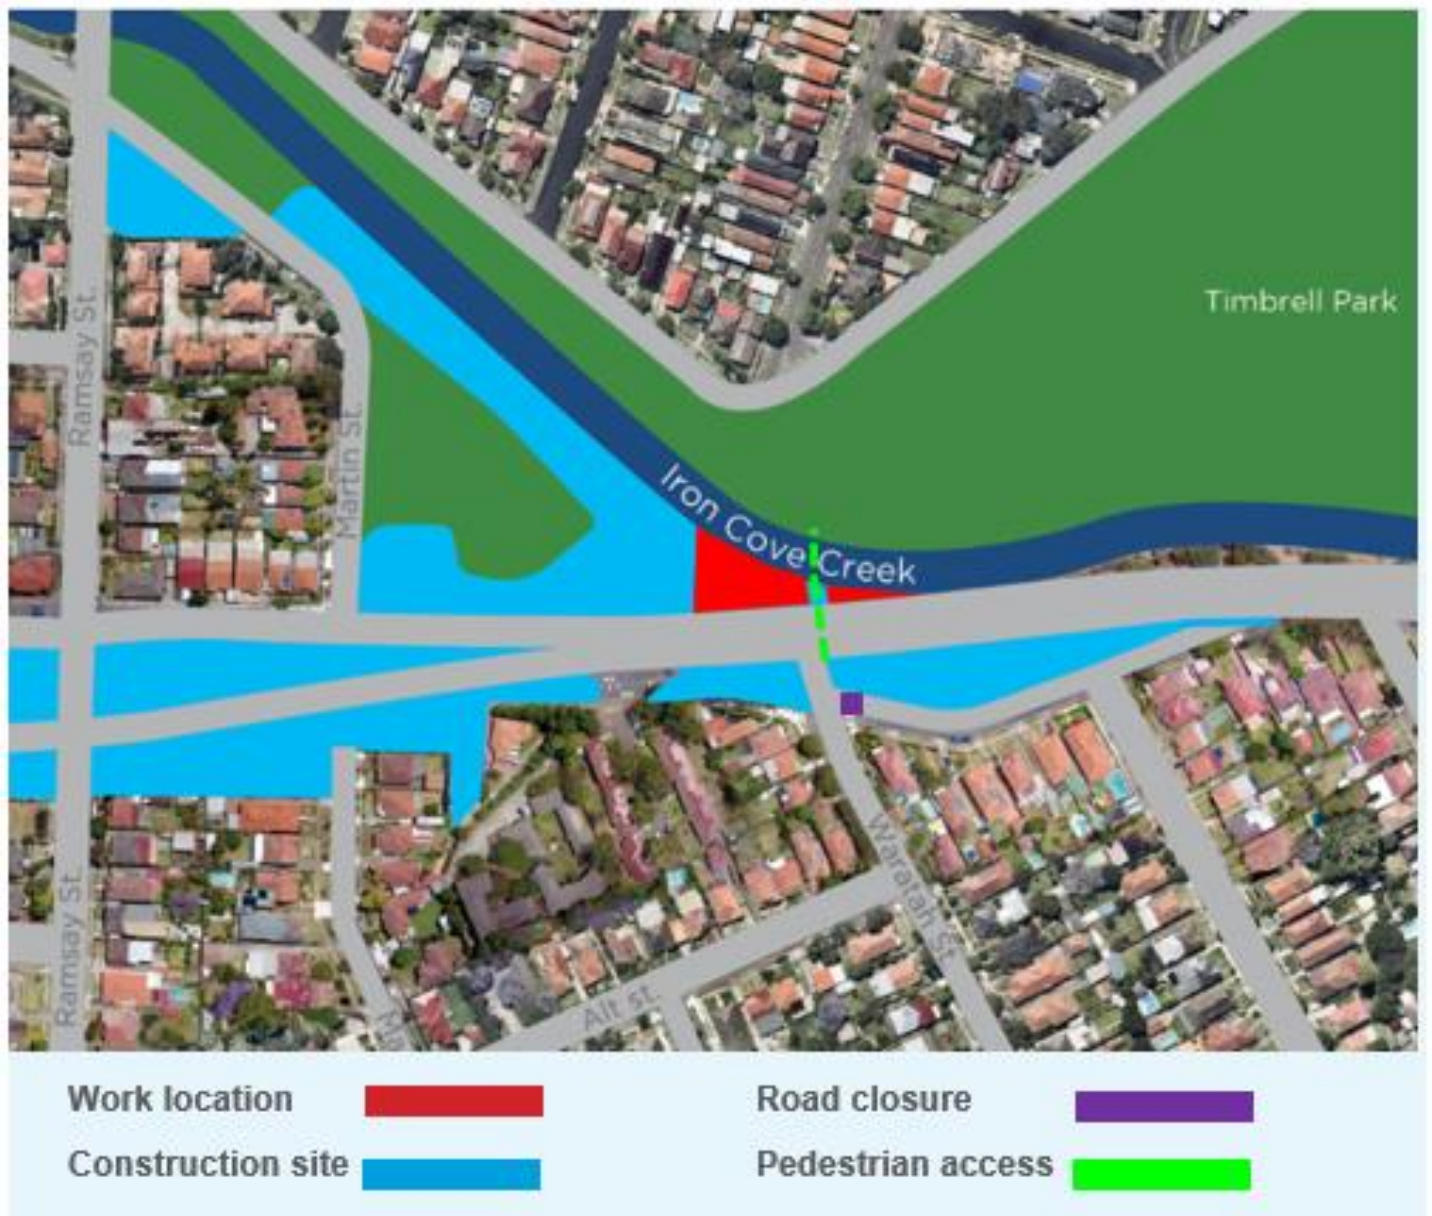 Timbrell Park
Ramsay St.
Martin St.
Iron Cove Creek
Waratah St
Ramsay St.
Alt st.
Ma
Work location
Road closure
Construction site
Pedestrian access